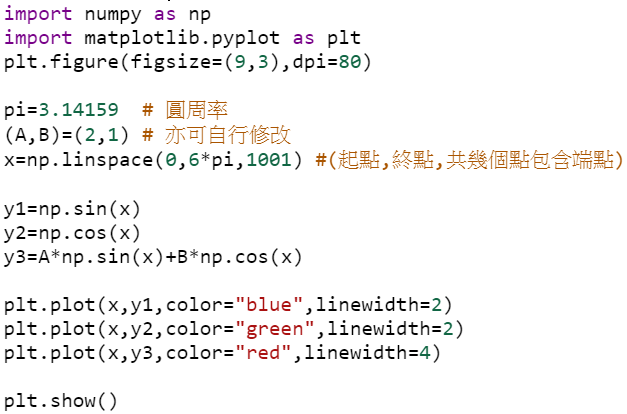 import numpy as np
import matplotlib.pyplot as plt
plt.figure(figsize=(9,3),dpi=80)
pi=3.14159  # 圓周率
(A,B)=(2,1) # 亦可自行修改
x=np.linspace(0,6*pi,1001) #(起點,終點,共幾個點包含端點)
y1=np.sin(x)
y2=np.cos(x)
y3=A*np.sin(x)+B*np.cos(x)
plt.plot(x,y1,color="blue",linewidth=2)
plt.plot(x,y2,color="green",linewidth=2)
plt.plot(x,y3,color="red",linewidth=4)
plt.show()